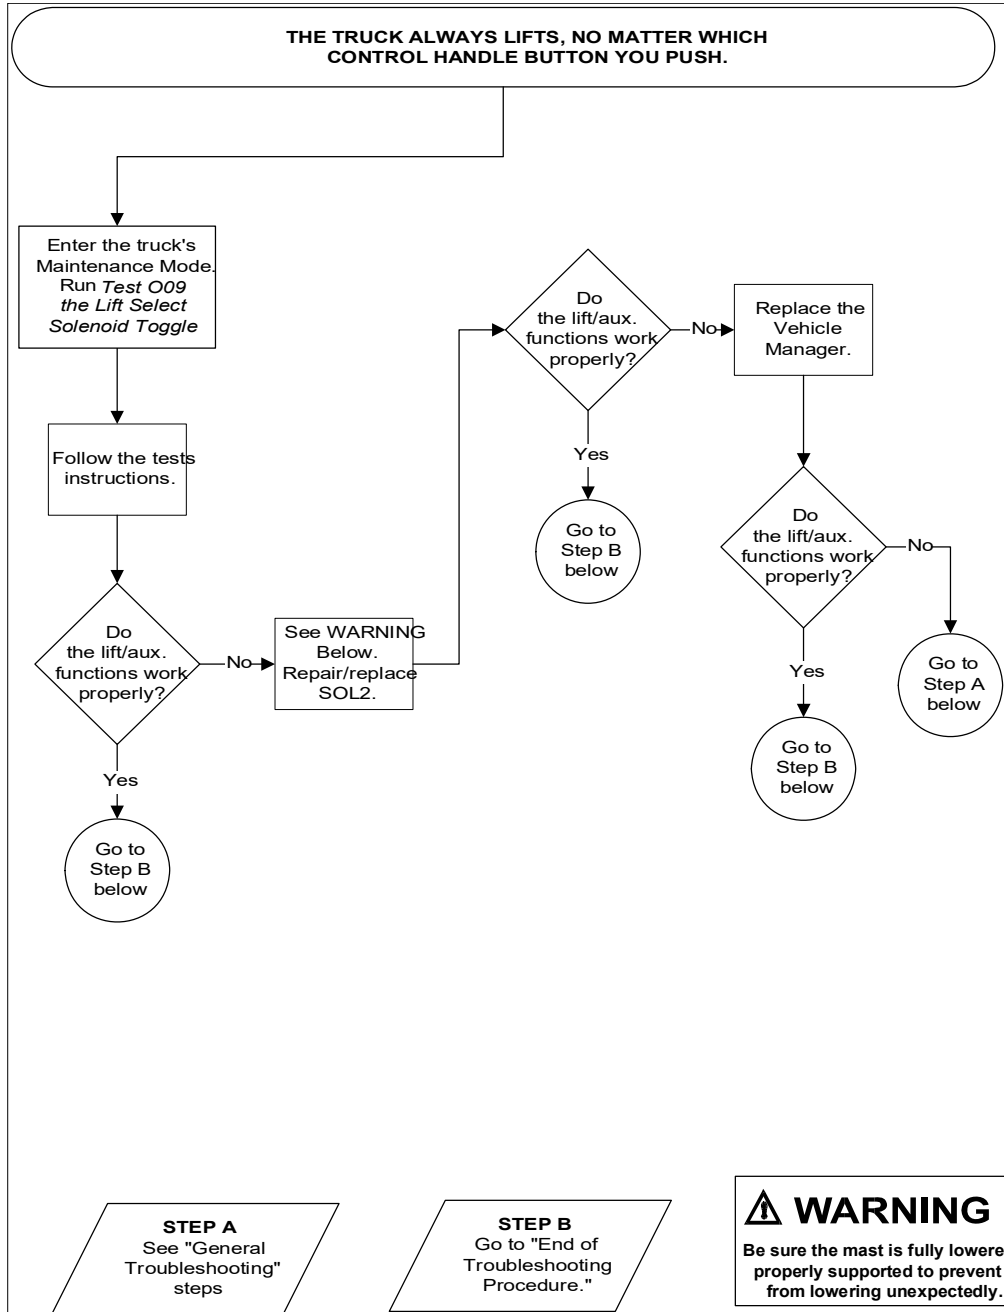 THE TRUCK ALWAYS LIFTS, NO MATTER WHICH
CONTROL HANDLE BUTTON YOU PUSH.
Enter the truck's
Maintenance Mode.
Run Test O09
the Lift Select
Solenoid Toggle
Follow the tests
instructions.
Do
the lift/aux.
functions work
properly?
No
See WARNING
Below.
Repair/replace
SOL2.
Yes
Go to
Step B
below
Do
the lift/aux.
functions work
properly?
No
Replace the
Vehicle
Manager.
Yes
Go to
Step B
below
Do
the lift/aux.
functions work
properly?
No
Go to
Step A
below
Yes
Go to
Step B
below
STEP A
See "General
Troubleshooting"
steps
STEP B
Go to "End of
Troubleshooting
Procedure."
WARNING
Be sure the mast is fully lowere
properly supported to prevent
from lowering unexpectedly.